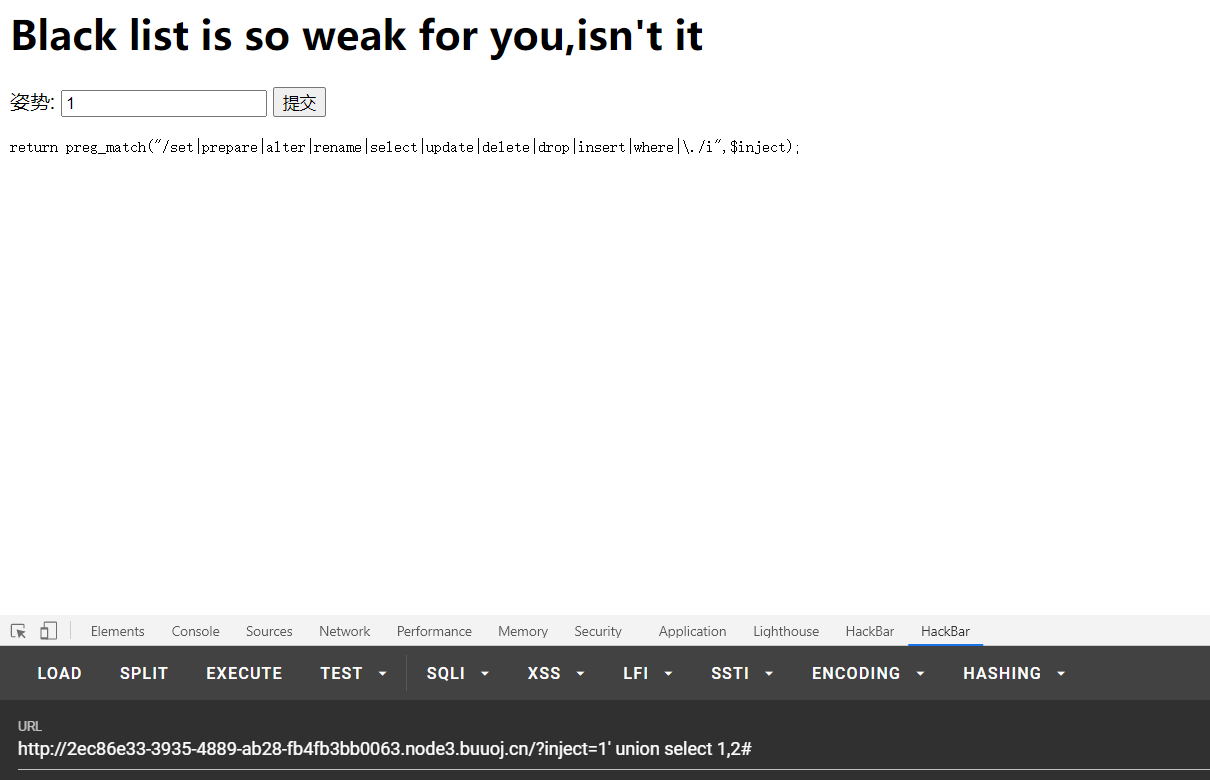 Black list is so weak for you,isn't it
姿势: 1 提交
return preg_match("/set|prepare|alter|rename|select|update|delete|drop|insert|where|\./i",$inject);
Elements Console Sources Network Performance Memory Security Application Lighthouse HackBar HackBar
LOAD SPLIT EXECUTE TEST SQLI XSS LFI SSTI ENCODING HASHING
URL
http://2ec86e33-3935-4889-ab28-fb4fb3bb0063.node3.buuoj.cn/?inject=1' union select 1,2#